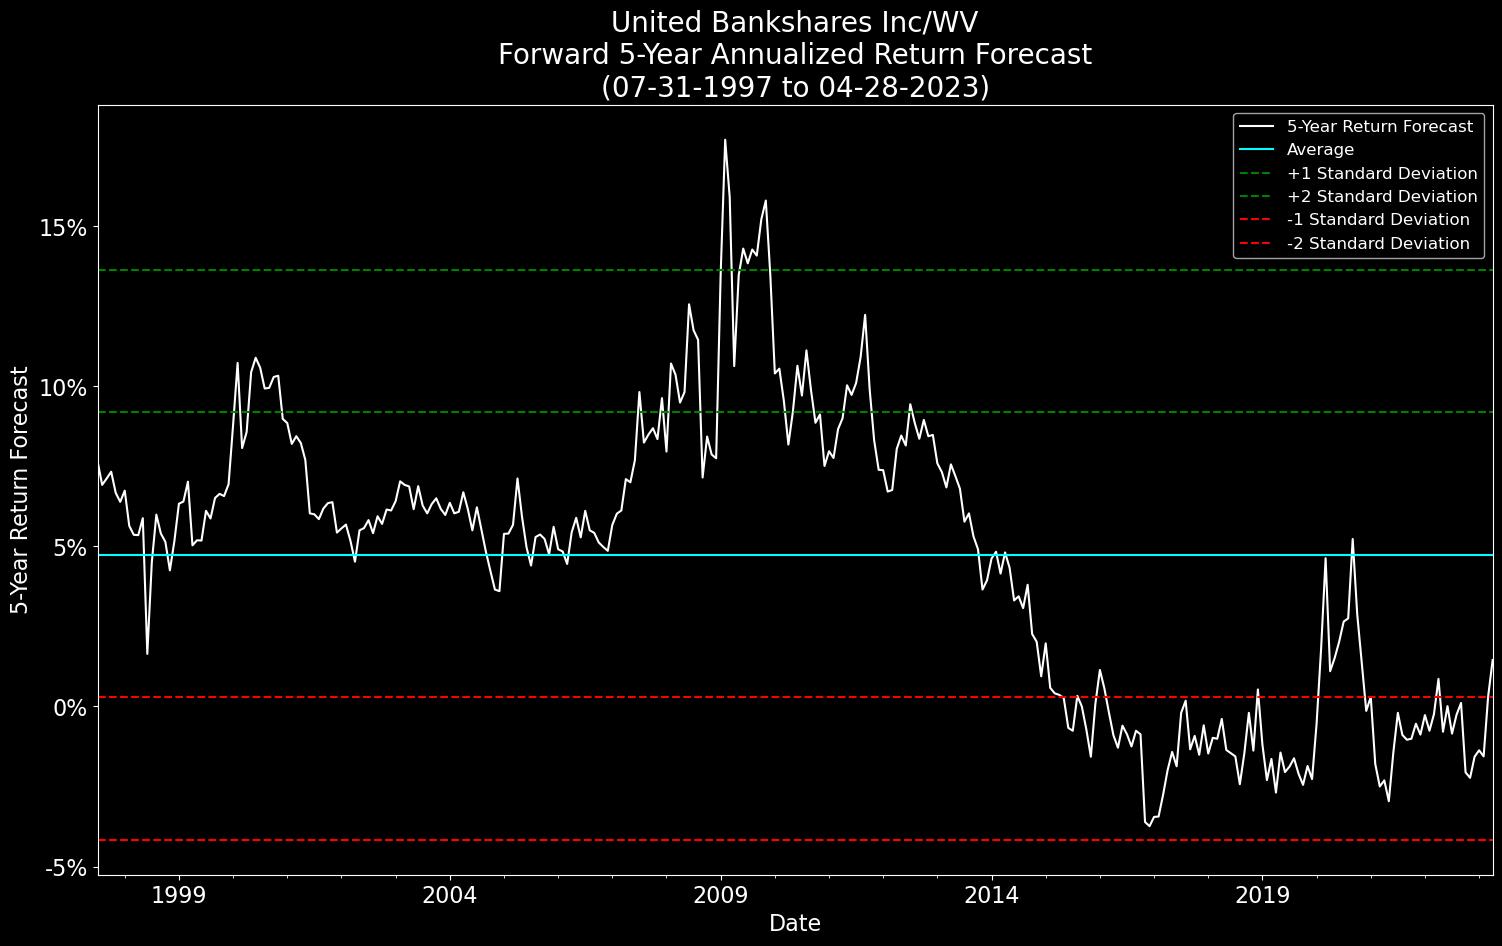 United Bankshares Inc/WV
Forward 5-Year Annualized Return Forecast
(07-31-1997 to 04-28-2023)
5-Year Return Forecast
Average
+1 Standard Deviation
+2 Standard Deviation
-1 Standard Deviation
-2 Standard Deviation
5-Year Return Forecast
15%
10%
5%
0%
-5%
1999 2004 2009 2014 2019
Date